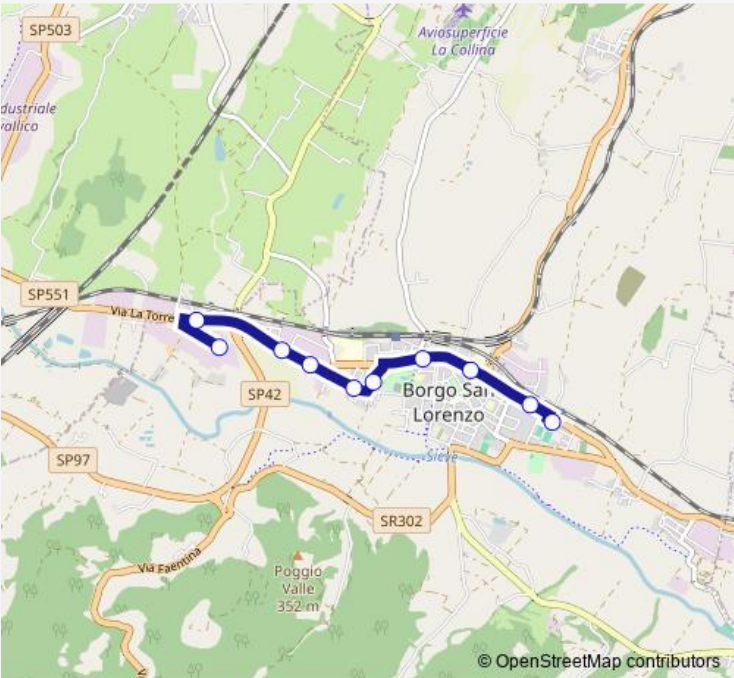 SP503
Aviosuperficie
La Collina
dustriale
vallico
SP551
Via La Torre
SP42
Borgo San
Lorenzo
SP97
Sieve
SR302
Via Faentina
Poggio
Valle
352 m
© OpenStreetMap contributors